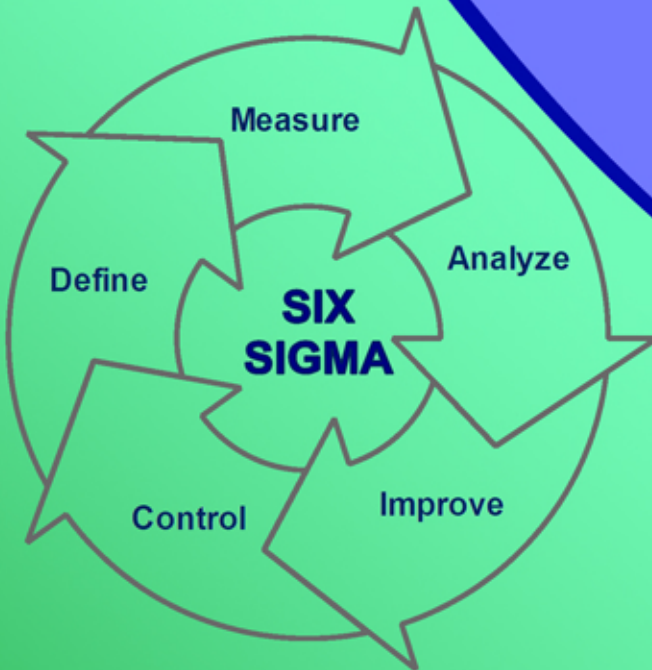 Measure
Analyze
Define
SIX
SIGMA
Improve
Control